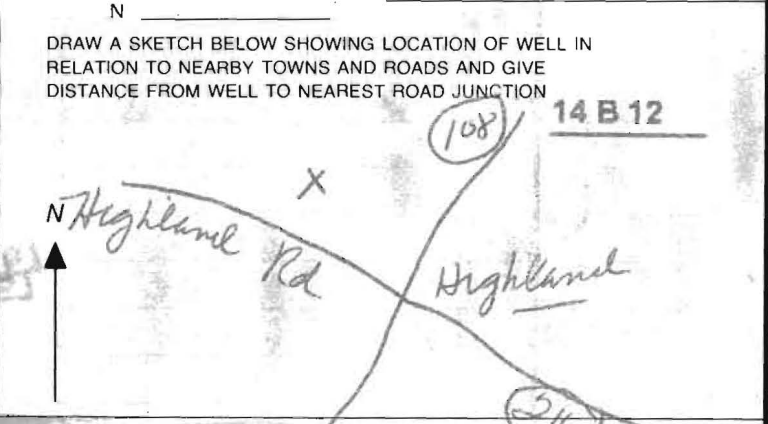 N
DRAW A SKETCH BELOW SHOWING LOCATION OF WELL IN
RELATION TO NEARBY TOWNS AND ROADS AND GIVE
DISTANCE FROM WELL TO NEAREST ROAD JUNCTION
14 B 12
108
X
N
Highland Rd
Highland